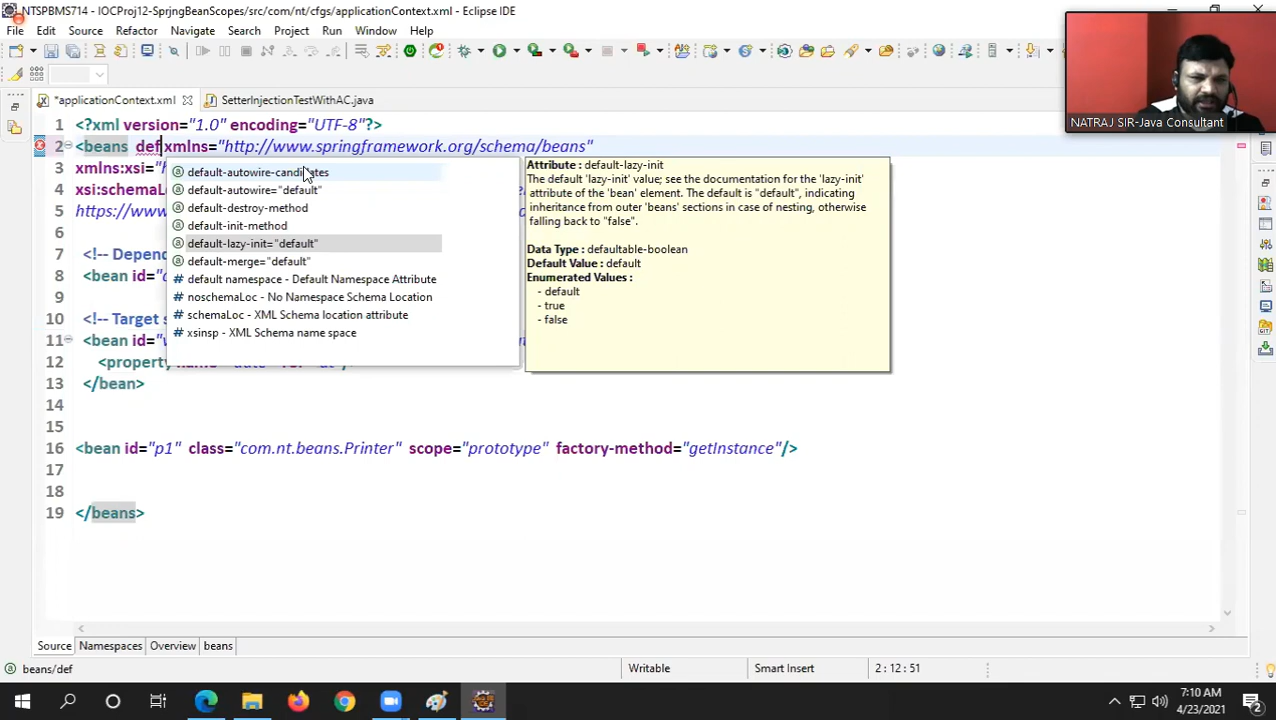 NTSPBMS714 - IOCProj12-SprjngBeanScopes/src/com/nt/cfgs/applicationContext.xml - Eclipse IDE
File Edit Source Refactor Navigate Search Project Run Window Help
NATRAJ SIR-Java Consultant
*applicationContext.xml SetterInjectionTestWithAC.java
1 <?xml version="1.0" encoding="UTF-8"?>
2 <beans def xmlns="http://www.springframework.org/schema/beans"
3 xmlns:xsi="
4 xsi:schemaLo
5 https://www.
6
7 <!-- Depen
8 <bean id="
9
10 <!-- Target
11 <bean id="
12 <property
13 </bean>
14
15
16 <bean id="p1" class="com.nt.beans.Printer" scope="prototype" factory-method="getInstance"/>
17
18
19 </beans>
default-autowire-candidates
default-autowire="default"
default-destroy-method
default-init-method
default-lazy-init="default"
default-merge="default"
default namespace - Default Namespace Attribute
noschemaLoc - No Namespace Schema Location
schemaLoc - XML Schema location attribute
xsinsp - XML Schema name space
Attribute : default-lazy-init
The default 'lazy-init' value; see the documentation for the 'lazy-init'
attribute of the 'bean' element. The default is "default", indicating
inheritance from outer 'beans' sections in case of nesting, otherwise
falling back to "false".
Data Type : defaultable-boolean
Default Value : default
Enumerated Values :
- default
- true
- false
Source Namespaces Overview beans
beans/def Writable Smart Insert 2 : 12 : 51
7:10 AM
4/23/2021
2